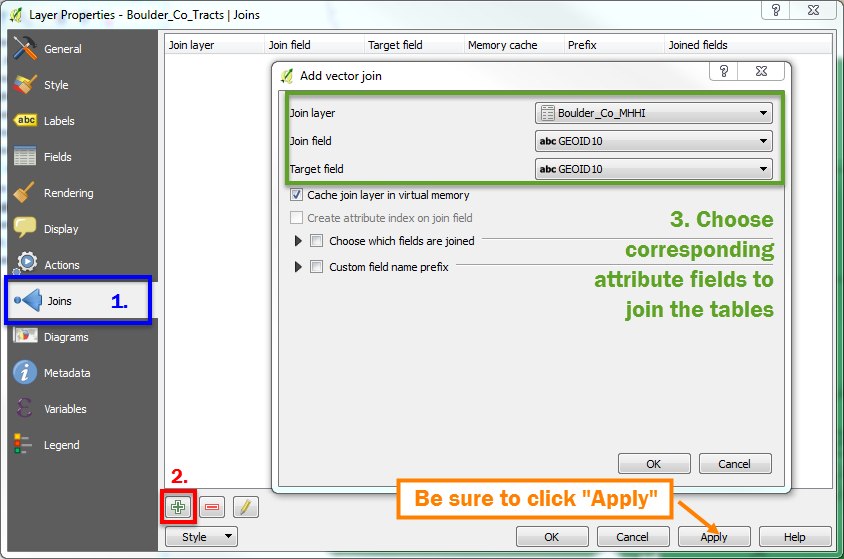 Layer Properties - Boulder_Co_Tracts | Joins
?
General
Style
abc Labels
Fields
Rendering
Display
Actions
Joins 1.
Diagrams
Metadata
Variables
Legend
Join layer Join field Target field Memory cache Prefix Joined fields
Add vector join
?
Join layer Boulder_Co_MHHI
Join field abc GEOID10
Target field abc GEOID10
Cache join layer in virtual memory
Create attribute index on join field
Choose which fields are joined
Custom field name prefix
3. Choose
corresponding
attribute fields to
join the tables
OK Cancel
2.
Be sure to click "Apply"
Style OK Cancel Apply Help